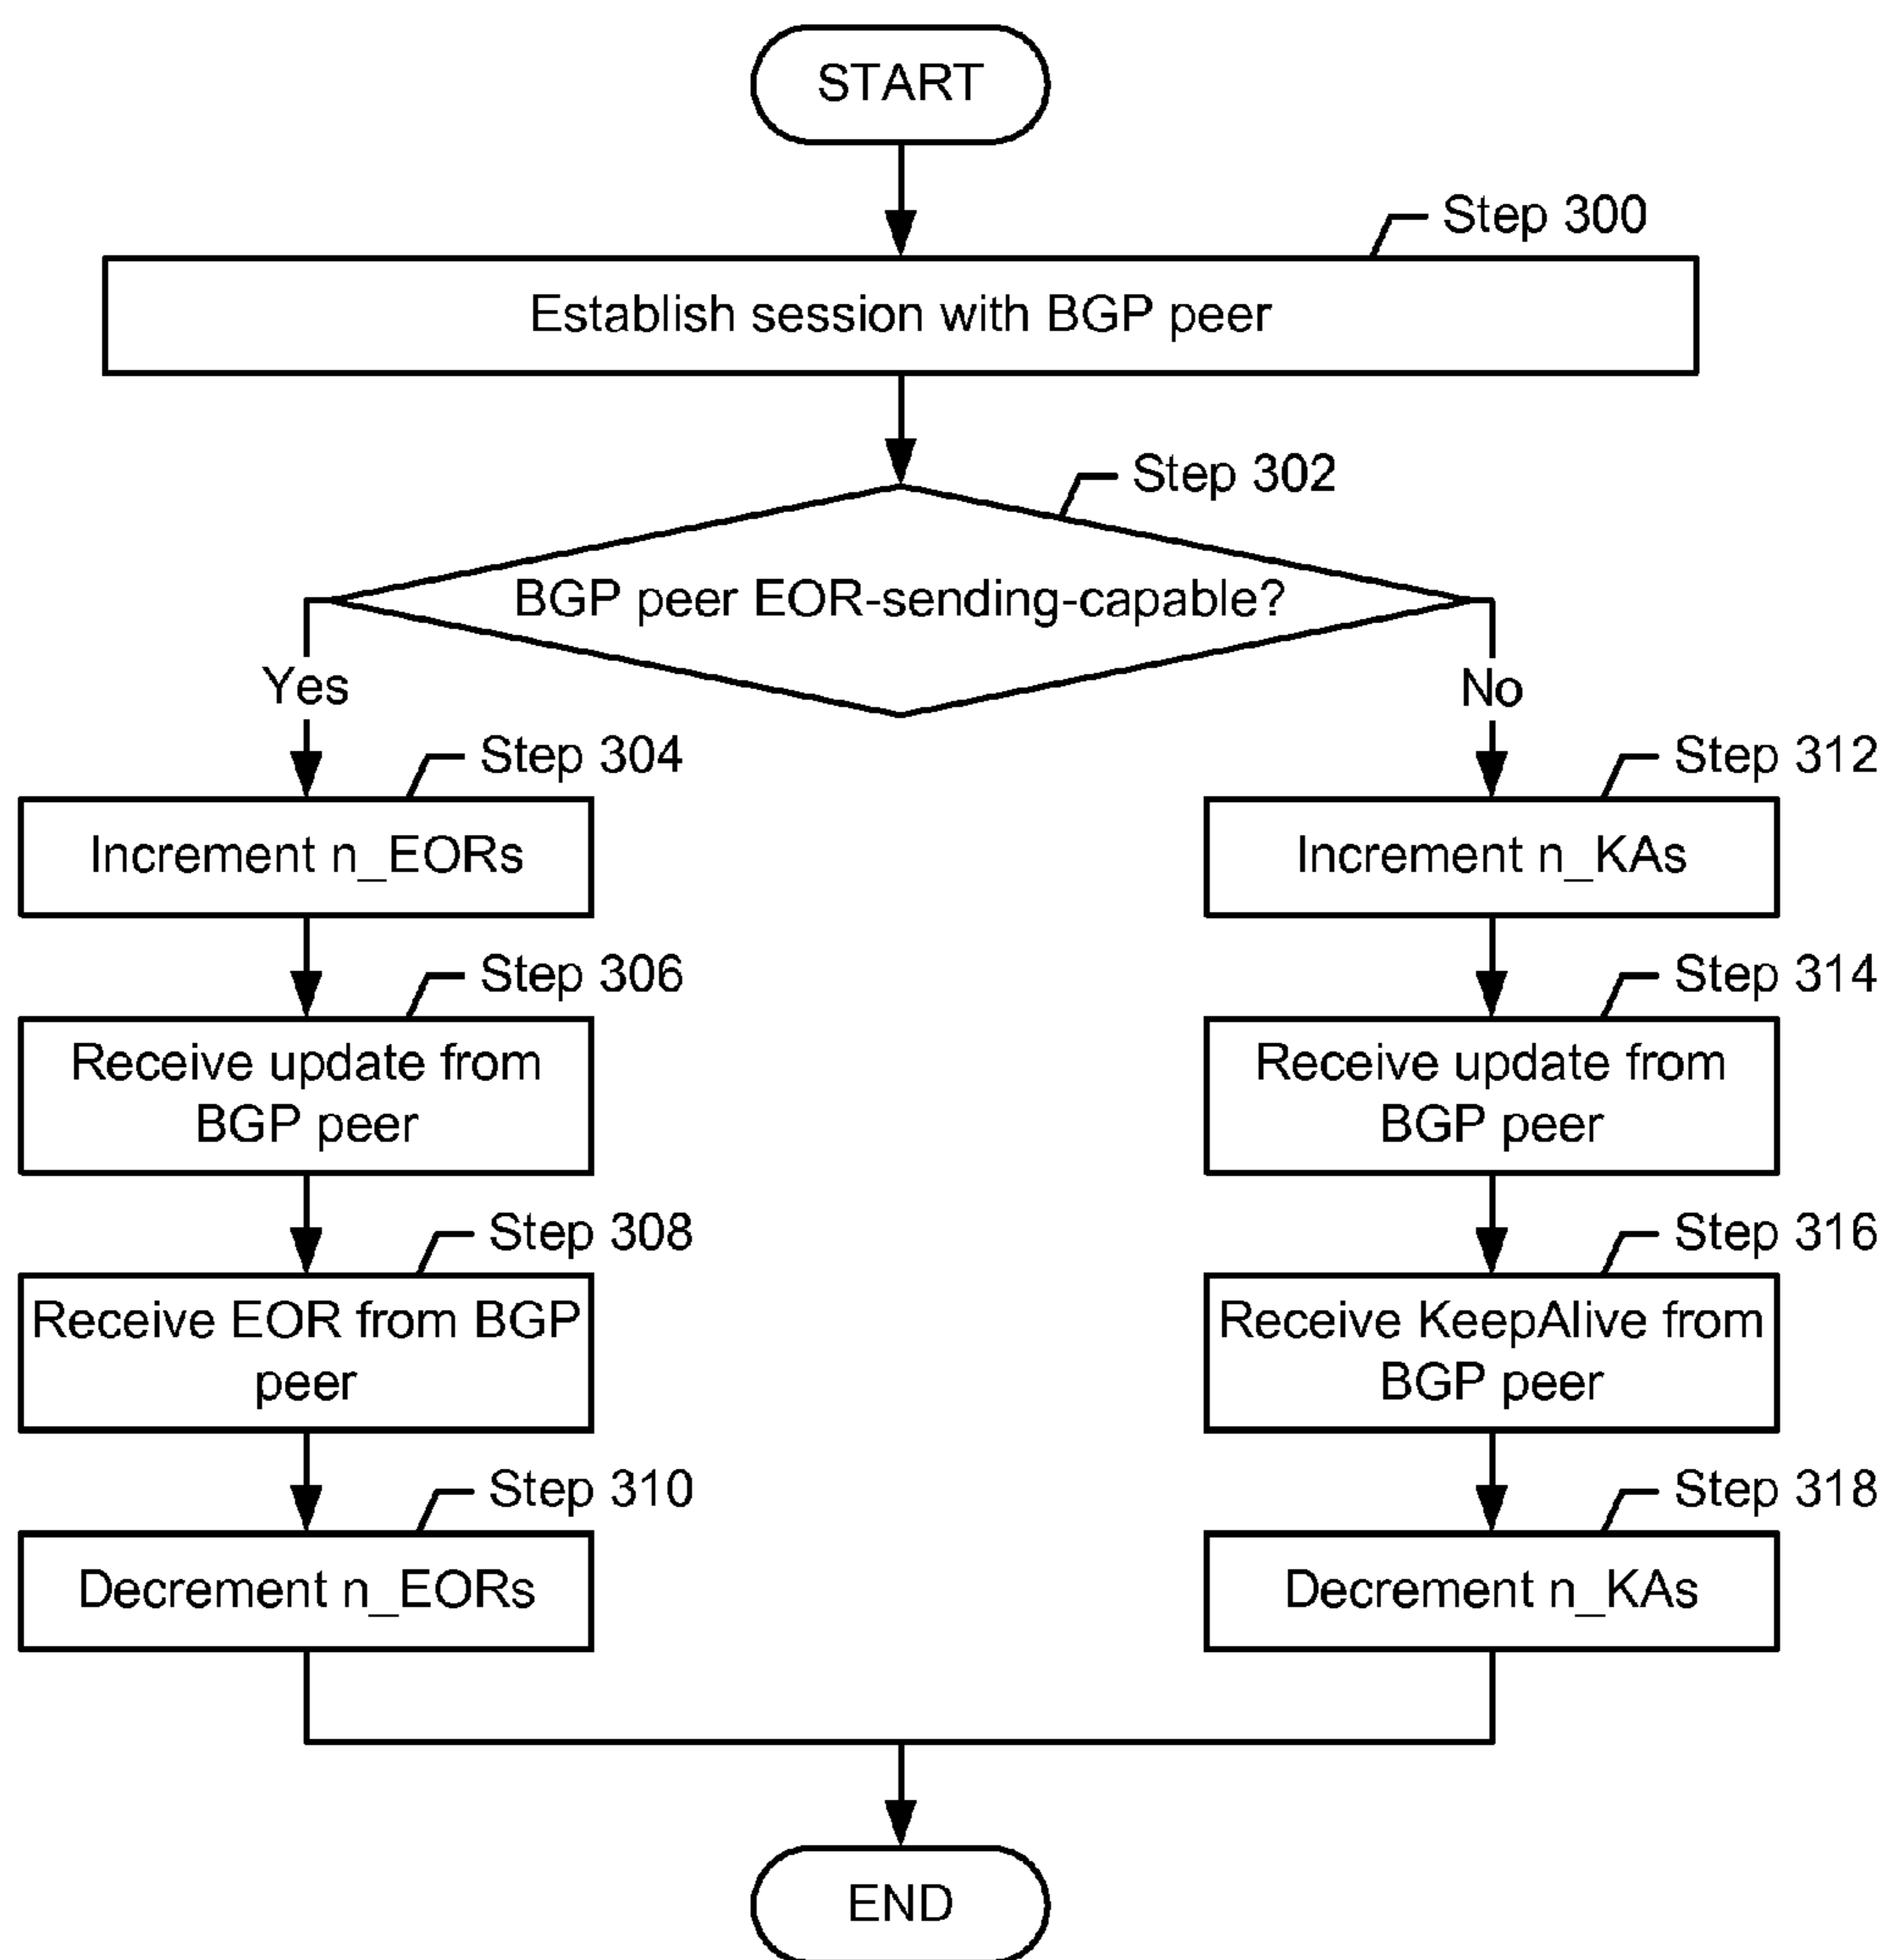 START
Step 300
Establish session with BGP peer
Step 302
BGP peer EOR-sending-capable?
Yes
No
Step 304
Increment n_EORs
Step 306
Receive update from
BGP peer
Step 308
Receive EOR from BGP
peer
Step 310
Decrement n_EORs
Step 312
Increment n_KAs
Step 314
Receive update from
BGP peer
Step 316
Receive KeepAlive from
BGP peer
Step 318
Decrement n_KAs
END